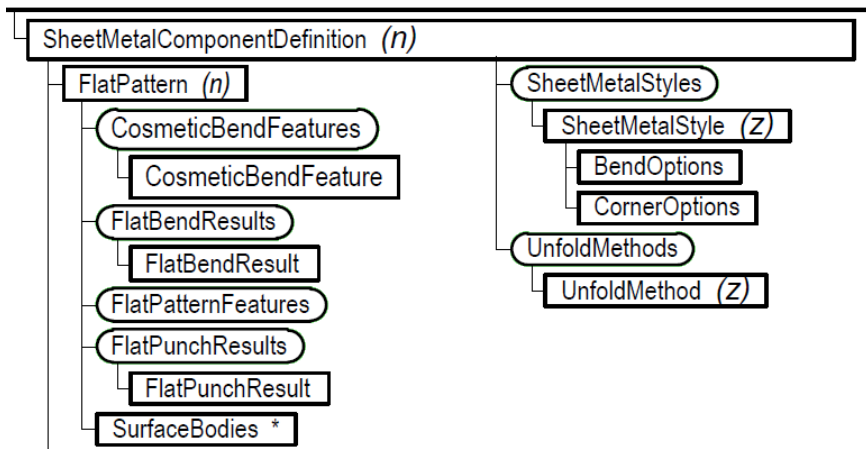 SheetMetalComponentDefinition (n)
FlatPattern (n)
CosmeticBendFeatures
CosmeticBendFeature
FlatBendResults
FlatBendResult
FlatPatternFeatures
FlatPunchResults
FlatPunchResult
SurfaceBodies *
SheetMetalStyles
SheetMetalStyle (z)
BendOptions
CornerOptions
UnfoldMethods
UnfoldMethod (z)